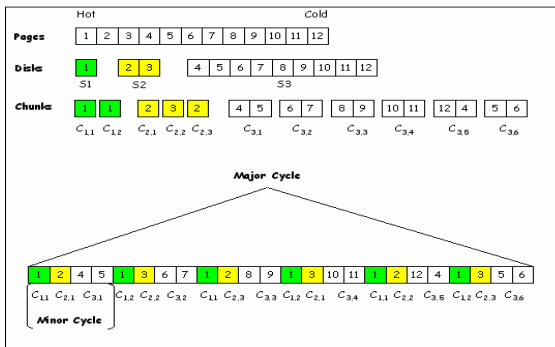 Hot Cold
Pages 1 2 3 4 5 6 7 8 9 10 11 12
Disks 1 2 3 4 5 6 7 8 9 10 11 12
S1 S2 S3
Chunks 1 1 2 3 2 4 5 6 7 8 9 10 11 12 4 5 6
C1,1 C1,2 C2,1 C2,2 C2,3 C3,1 C3,2 C3,3 C3,4 C3,5 C3,6
Major Cycle
1 2 4 5 1 3 6 7 1 2 8 9 1 3 10 11 1 2 12 4 1 3 5 6
C1,1 C2,1 C3,1 C1,2 C2,2 C3,2 C1,1 C2,3 C3,3 C1,2 C2,1 C3,4 C1,1 C2,2 C3,5 C1,2 C2,3 C3,6
Minor Cycle